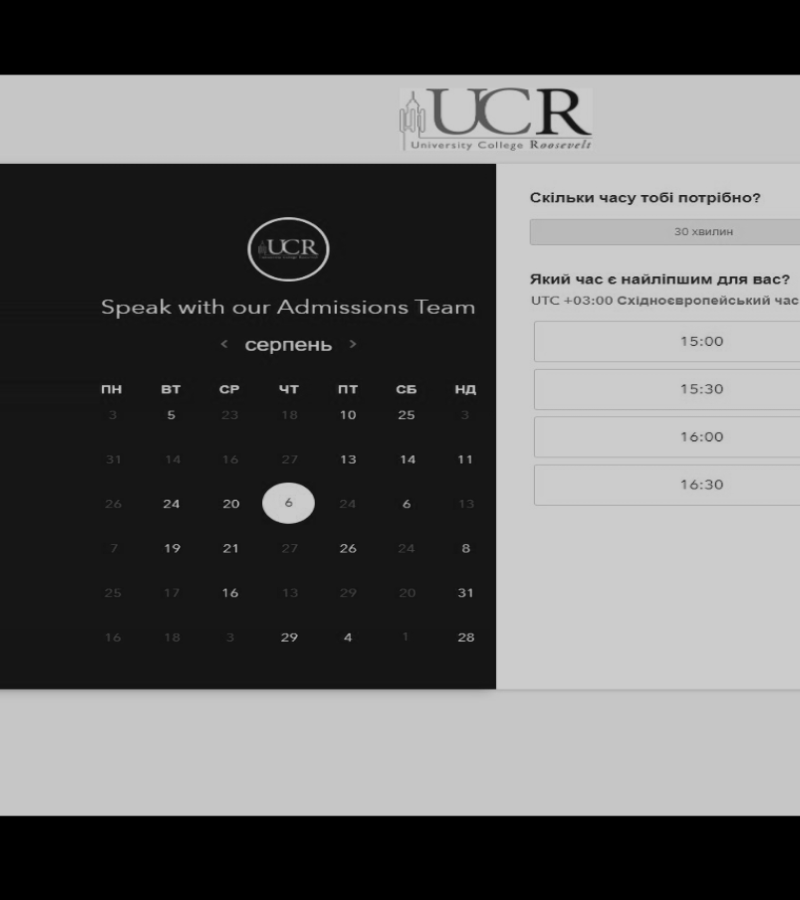 UCR
University College Roosevelt
UCR
Speak with our Admissions Team
< серпень >
ПН ВТ СР ЧТ ПТ СБ НД
3 5 23 18 10 25 3
31 14 16 27 13 14 11
26 24 20 6 24 6 13
7 19 21 27 26 24 8
25 17 16 13 29 20 31
16 18 3 29 4 1 28
Скільки часу тобі потрібно?
30 хвилин
Який час є найліпшим для вас?
UTC +03:00 Східноєвропейський час
15:00
15:30
16:00
16:30